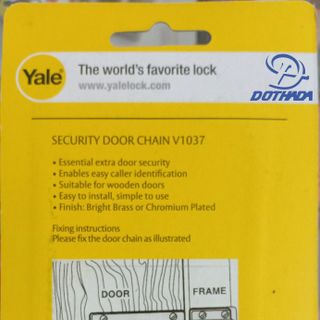 Yale
The world's favorite lock
www.yalelock.com
DOTHADA
SECURITY DOOR CHAIN V1037
• Essential extra door security
• Enables easy caller identification
• Suitable for wooden doors
• Easy to install, simple to use
• Finish: Bright Brass or Chromium Plated
Fixing instructions
Please fix the door chain as illustrated
DOOR
FRAME